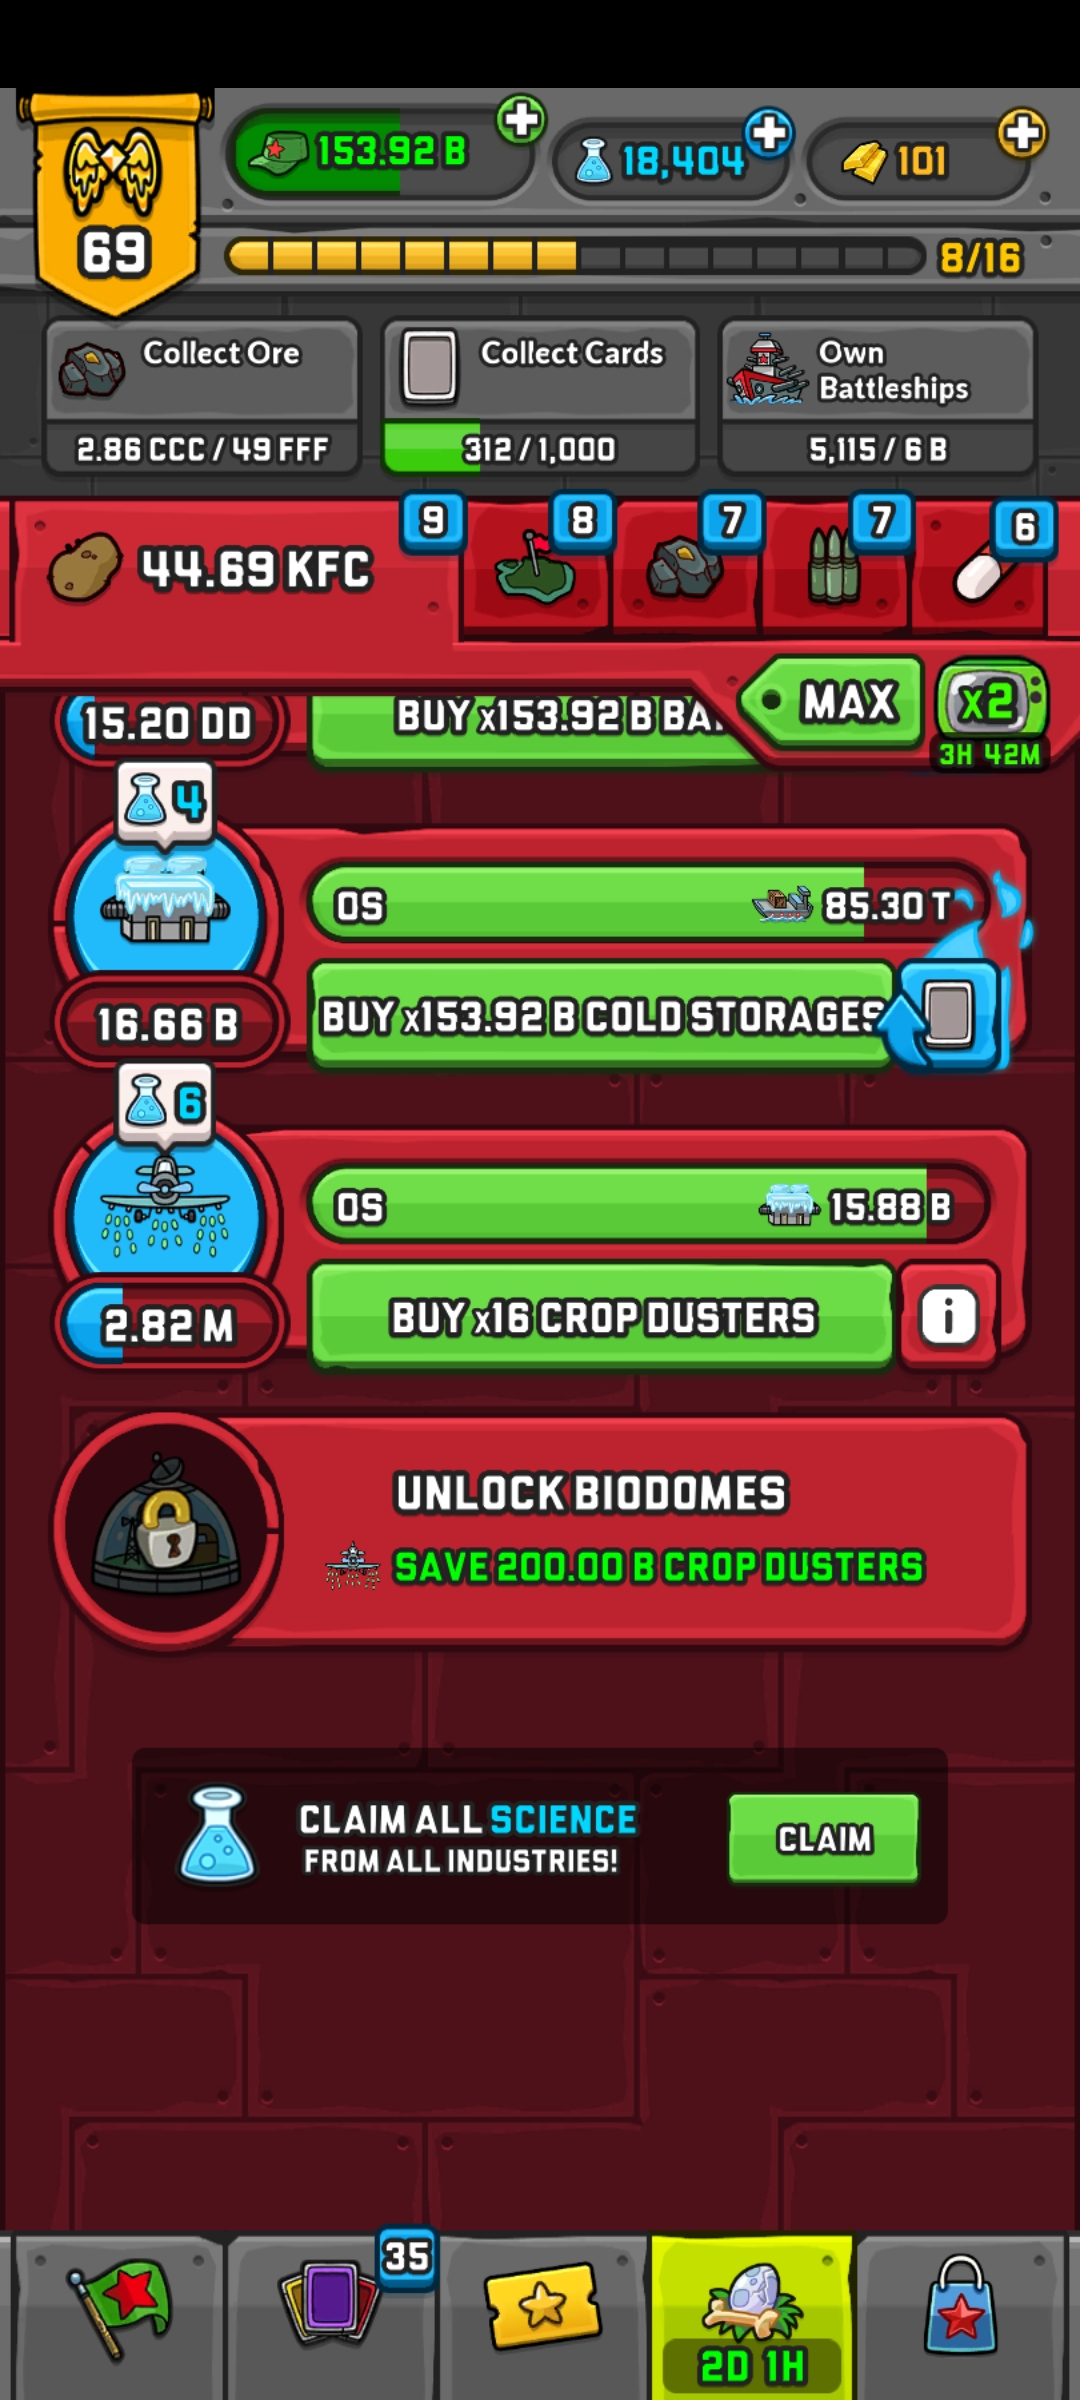 69
153.92 B
18,404
101
8/16
Collect Ore
2.86 CCC / 49 FFF
Collect Cards
312 / 1,000
Own
Battleships
5,115 / 6 B
44.69 KFC
9
8
7
7
6
MAX
x2
3H 42M
15.20 DD
BUY x153.92 B BA
4
0S
85.30 T
16.66 B
BUY x153.92 B COLD STORAGES
6
0S
15.88 B
2.82 M
BUY x16 CROP DUSTERS
i
UNLOCK BIODOMES
SAVE 200.00 B CROP DUSTERS
CLAIM ALL SCIENCE
FROM ALL INDUSTRIES!
CLAIM
35
2D 1H